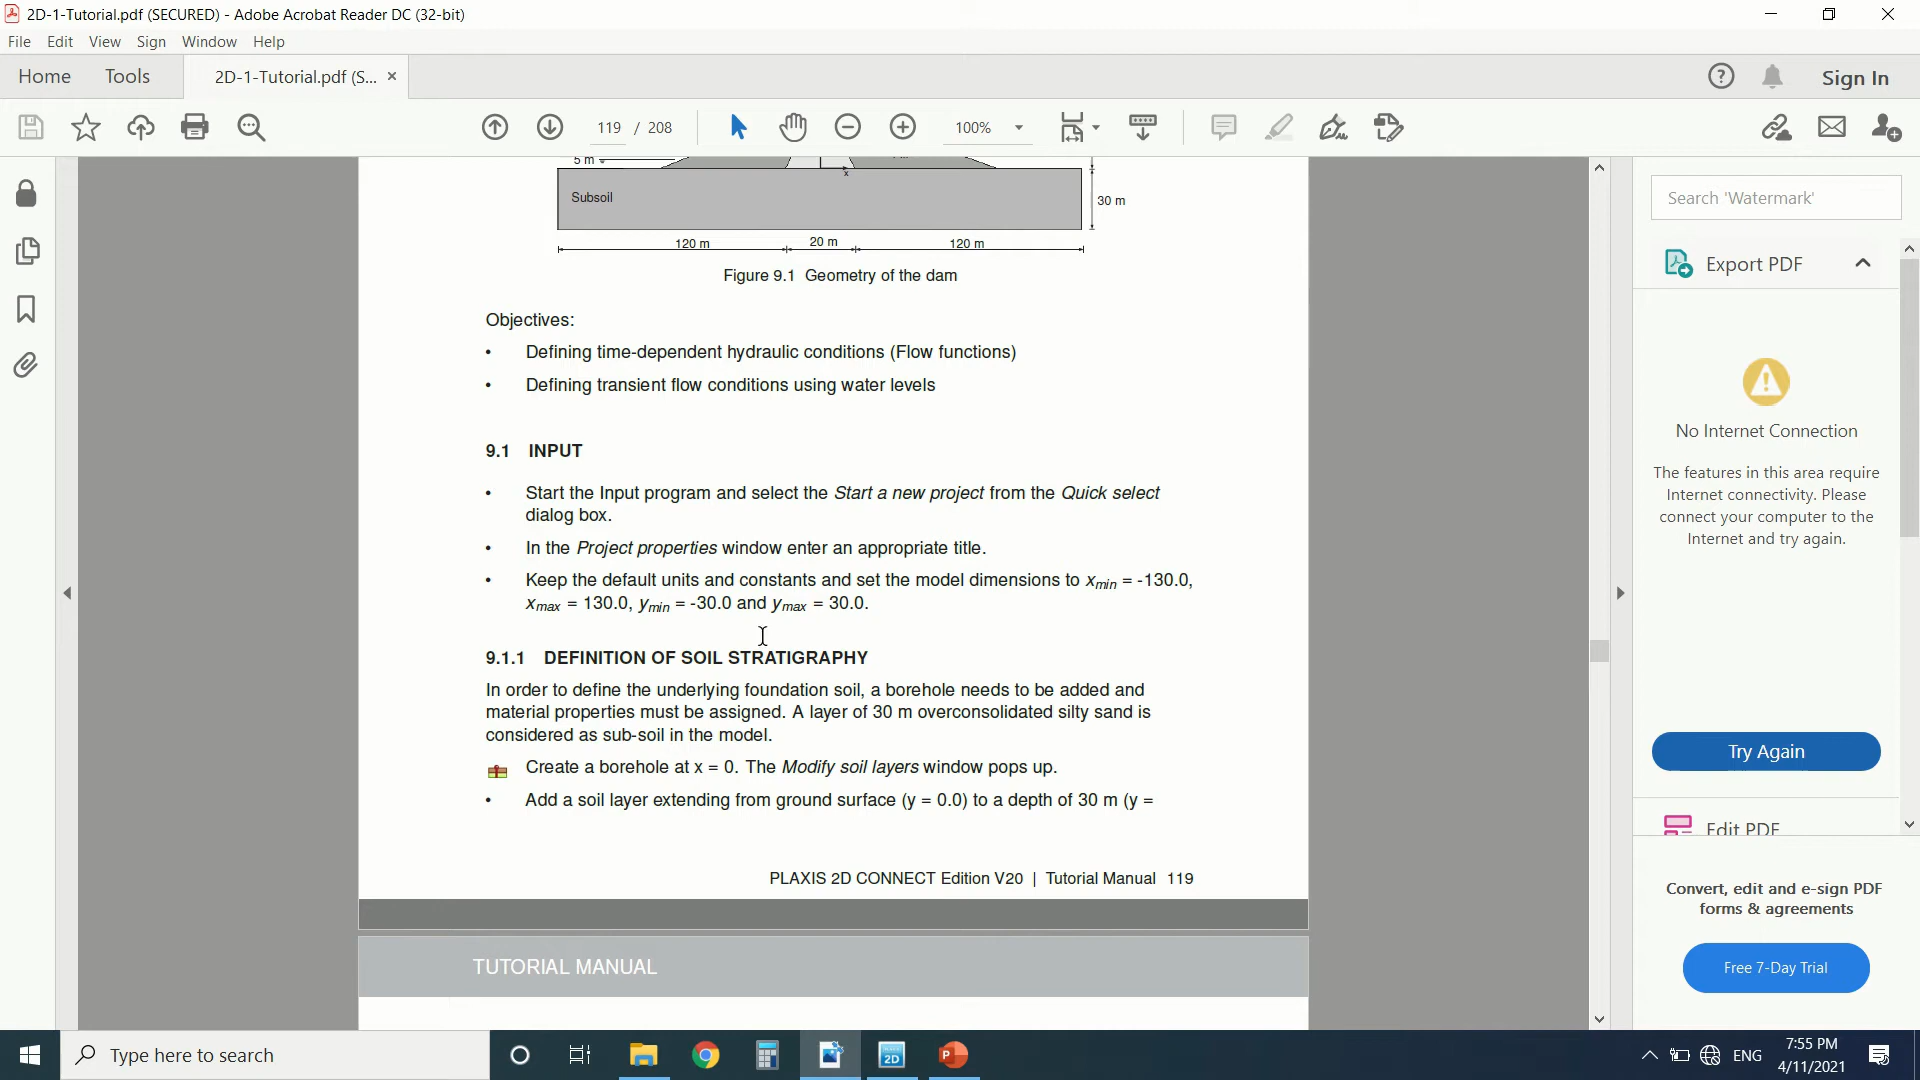 2D-1-Tutorial.pdf (SECURED) - Adobe Acrobat Reader DC (32-bit)
File Edit View Sign Window Help
Home Tools 2D-1-Tutorial.pdf (S... × Sign In
119 / 208 100%
5 m
x
Subsoil
30 m
120 m 20 m 120 m
Figure 9.1 Geometry of the dam
Objectives:
• Defining time-dependent hydraulic conditions (Flow functions)
• Defining transient flow conditions using water levels
9.1 INPUT
• Start the Input program and select the Start a new project from the Quick select
dialog box.
• In the Project properties window enter an appropriate title.
• Keep the default units and constants and set the model dimensions to xmin = -130.0,
xmax = 130.0, ymin = -30.0 and ymax = 30.0.
9.1.1 DEFINITION OF SOIL STRATIGRAPHY
In order to define the underlying foundation soil, a borehole needs to be added and
material properties must be assigned. A layer of 30 m overconsolidated silty sand is
considered as sub-soil in the model.
Create a borehole at x = 0. The Modify soil layers window pops up.
• Add a soil layer extending from ground surface (y = 0.0) to a depth of 30 m (y =
PLAXIS 2D CONNECT Edition V20 | Tutorial Manual 119
TUTORIAL MANUAL
Search 'Watermark'
Export PDF
No Internet Connection
The features in this area require
Internet connectivity. Please
connect your computer to the
Internet and try again.
Try Again
Edit PDF
Convert, edit and e-sign PDF
forms & agreements
Free 7-Day Trial
Type here to search
2D
P
ENG
7:55 PM
4/11/2021